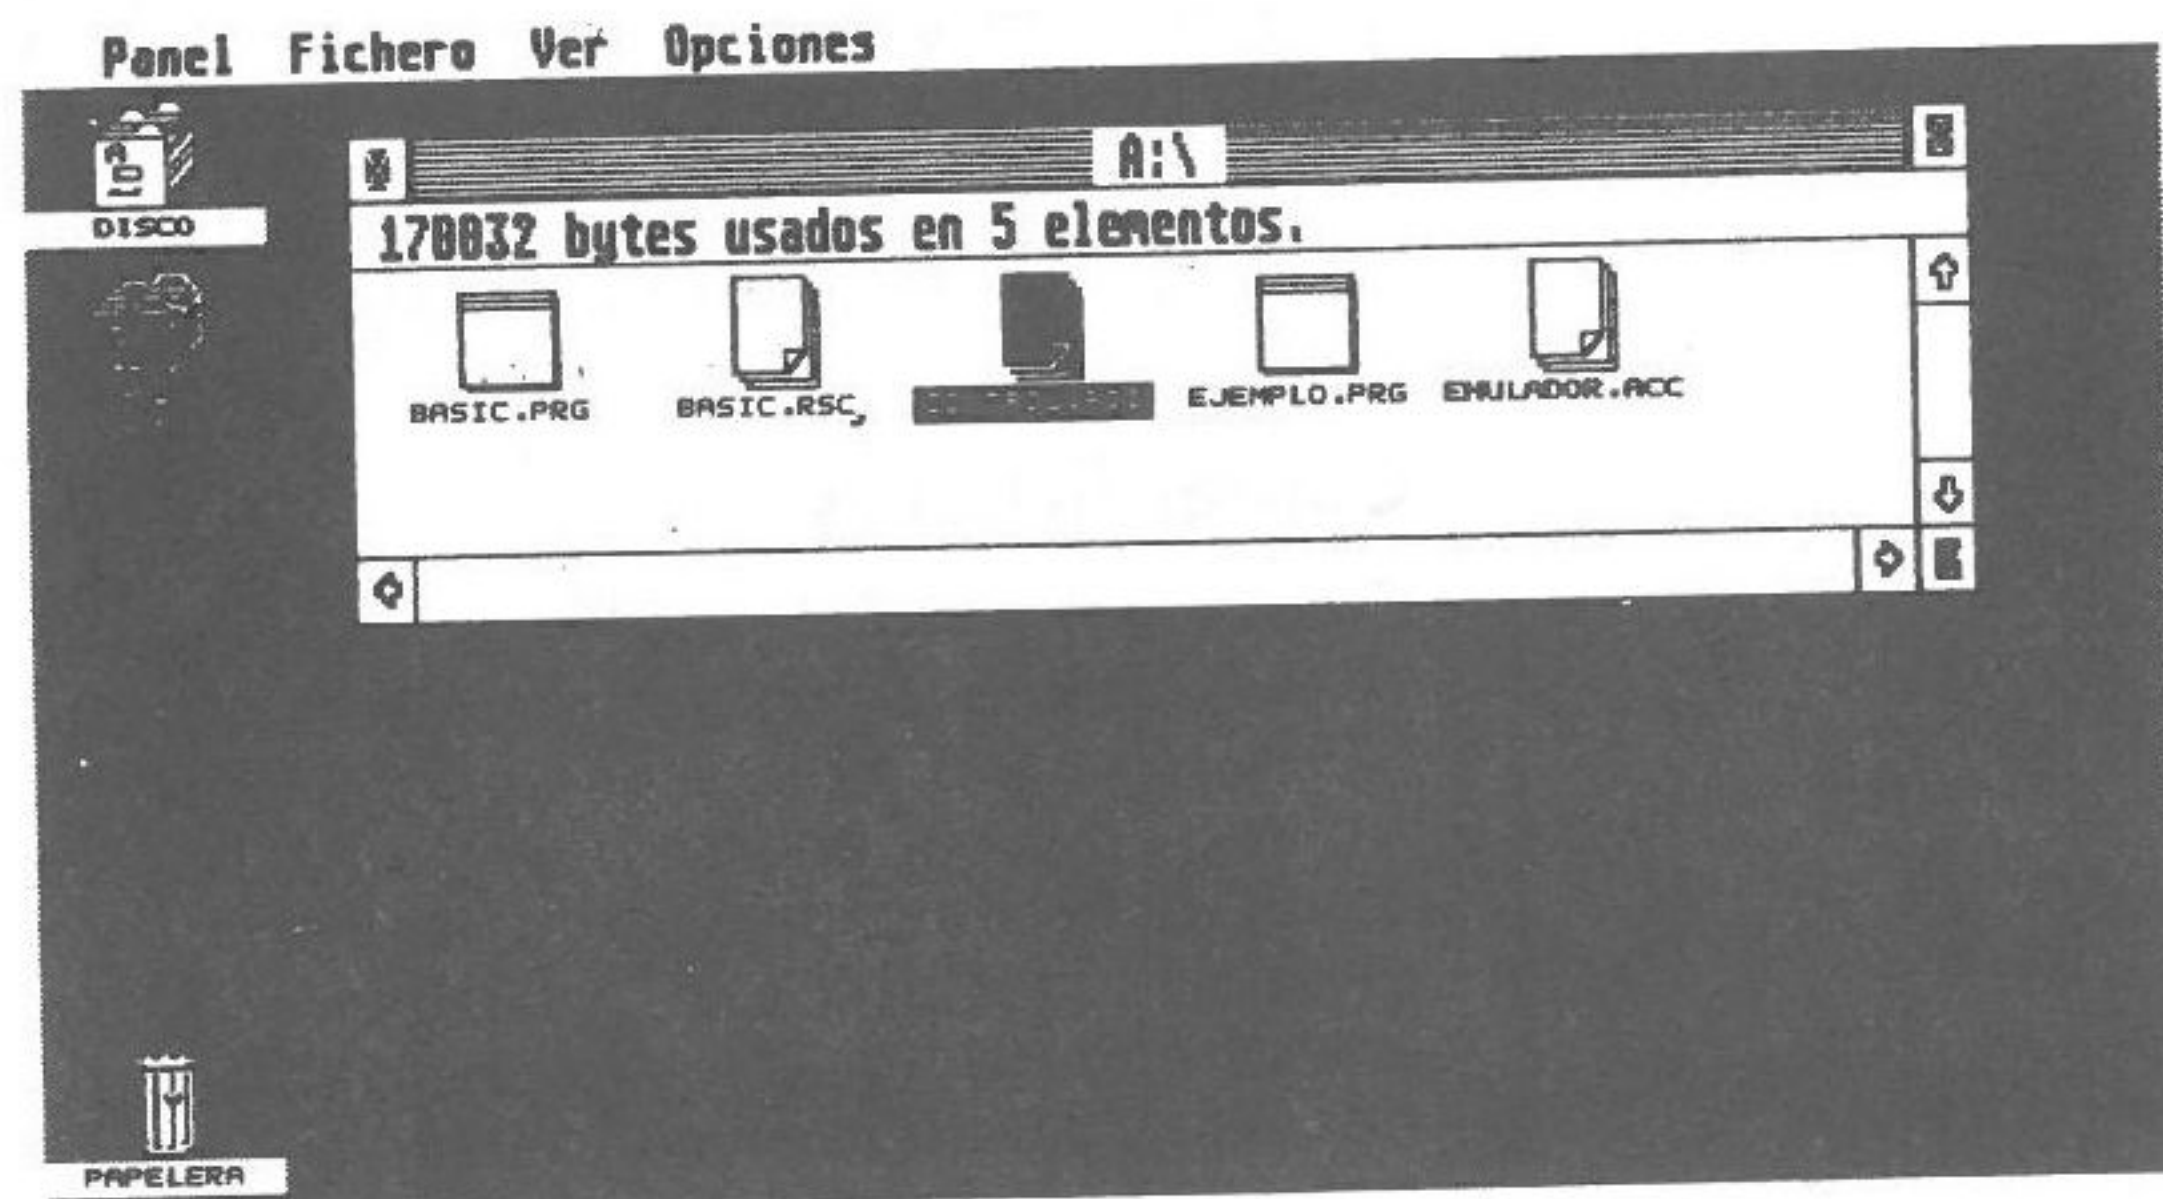 Panel Fichero Ver Opciones
A
DISCO
A:\
bytes usados en 5 elementos.
BASIC.PRG BASIC.RSC EJEMPLO.PRG EMULADOR.ACC
PAPELERA